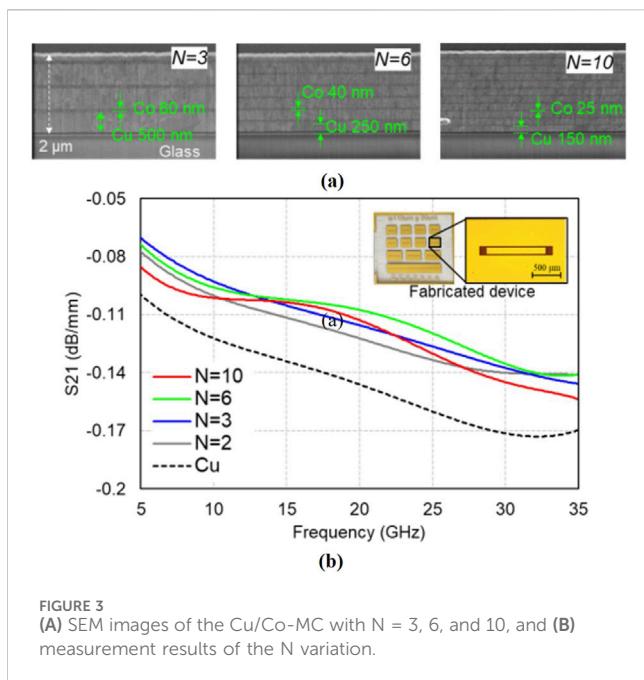 N=3
N=6
N=10
Co 80 nm
Co 40 nm
Co 25 nm
Cu 500 nm
Cu 250 nm
Cu 150 nm
2 μm
Glass
(a)
-0.05
-0.08
-0.11
-0.14
-0.17
-0.2
S21 (dB/mm)
500 μm
Fabricated device
(a)
N=10
N=6
N=3
N=2
Cu
5 10 15 20 25 30 35
Frequency (GHz)
(b)
FIGURE 3
(A) SEM images of the Cu/Co-MC with N = 3, 6, and 10, and (B)
measurement results of the N variation.